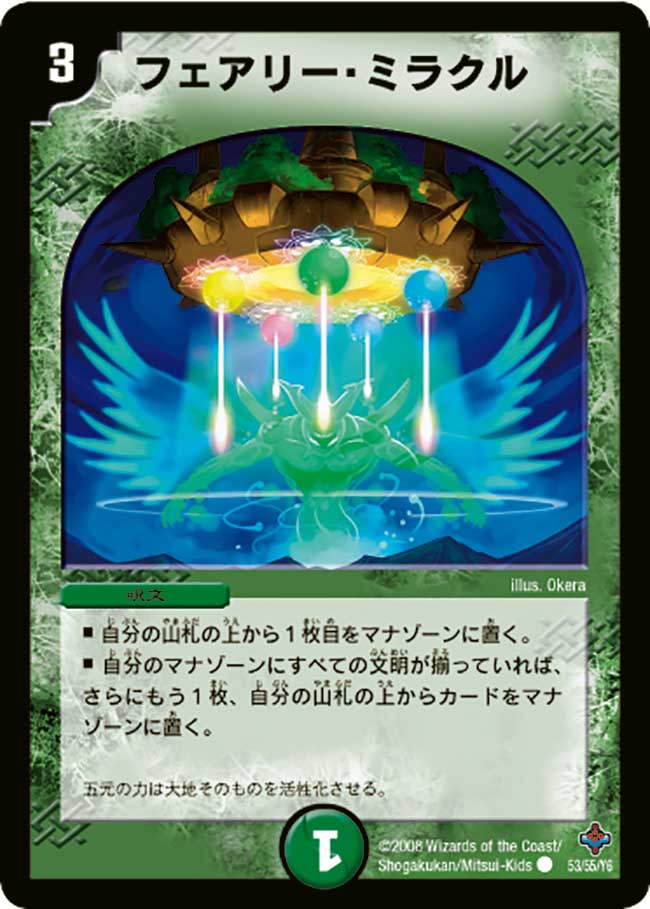 3
フェアリー・ミラクル
illus. Okera
呪文
■ 自分の山札の上から1枚目をマナゾーンに置く。
■ 自分のマナゾーンにすべての文明が揃っていれば、
さらにもう1枚、自分の山札の上からカードをマナ
ゾーンに置く。
五元の力は大地そのものを活性化させる。
1
©2008 Wizards of the Coast/
Shogakukan/Mitsui-Kids ● 53/55/Y6